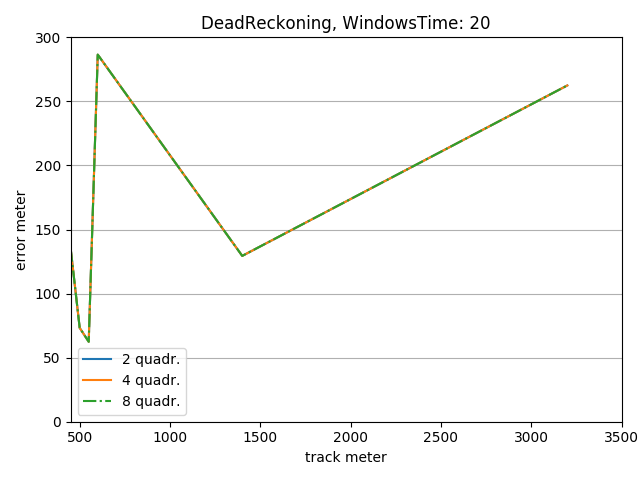 DeadReckoning, WindowsTime: 20
300
250
200
150
100
50
0
error meter
2 quadr.
4 quadr.
8 quadr.
500 1000 1500 2000 2500 3000 3500
track meter